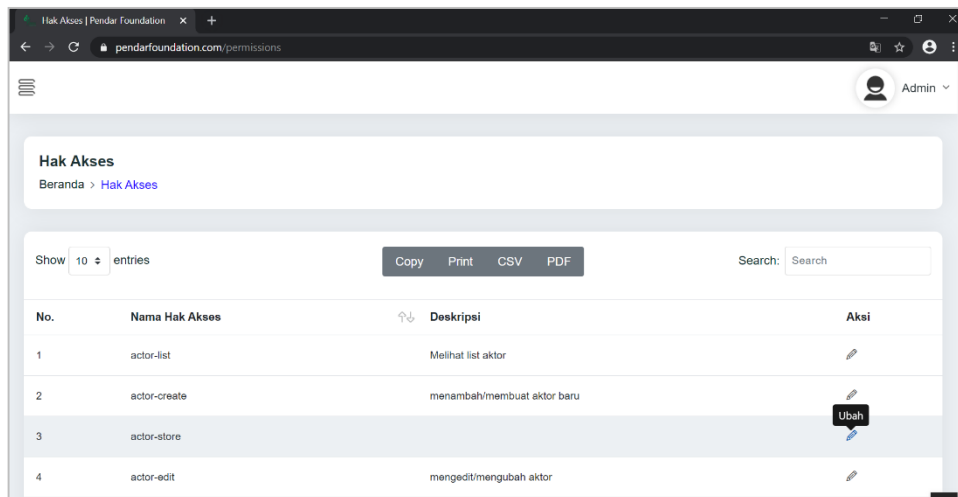 Hak Akses | Pendar Foundation
pendarfoundation.com/permissions
Admin
Hak Akses
Beranda > Hak Akses
Show 10 entries Copy Print CSV PDF Search: Search
No. Nama Hak Akses Deskripsi Aksi
1 actor-list Melihat list aktor
2 actor-create menambah/membuat aktor baru
Ubah
3 actor-store
4 actor-edit mengedit/mengubah aktor